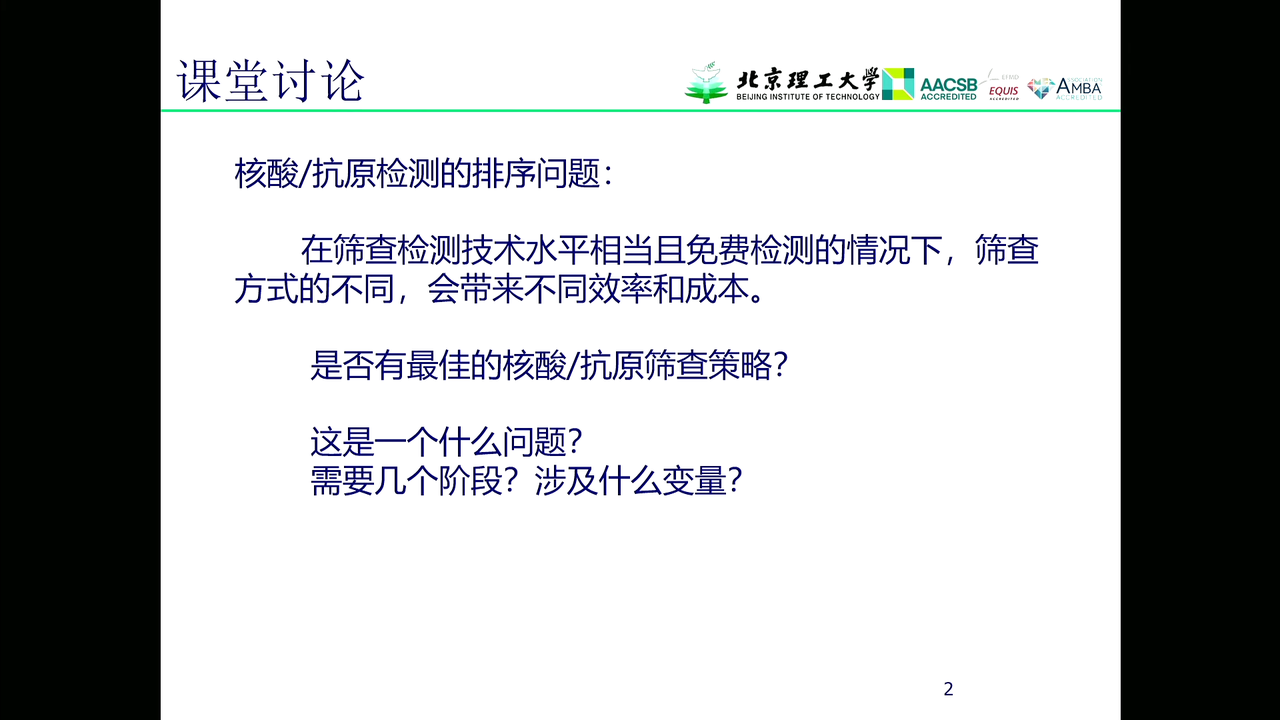 课堂讨论
北京理工大学
BEIJING INSTITUTE OF TECHNOLOGY
AACSB
ACCREDITED
EFMD
EQUIS
ACCREDITED
ASSOCIATION
AMBA
ACCREDITED
核酸/抗原检测的排序问题：
在筛查检测技术水平相当且免费检测的情况下，筛查
方式的不同，会带来不同效率和成本。
是否有最佳的核酸/抗原筛查策略？
这是一个什么问题？
需要几个阶段？涉及什么变量？
2